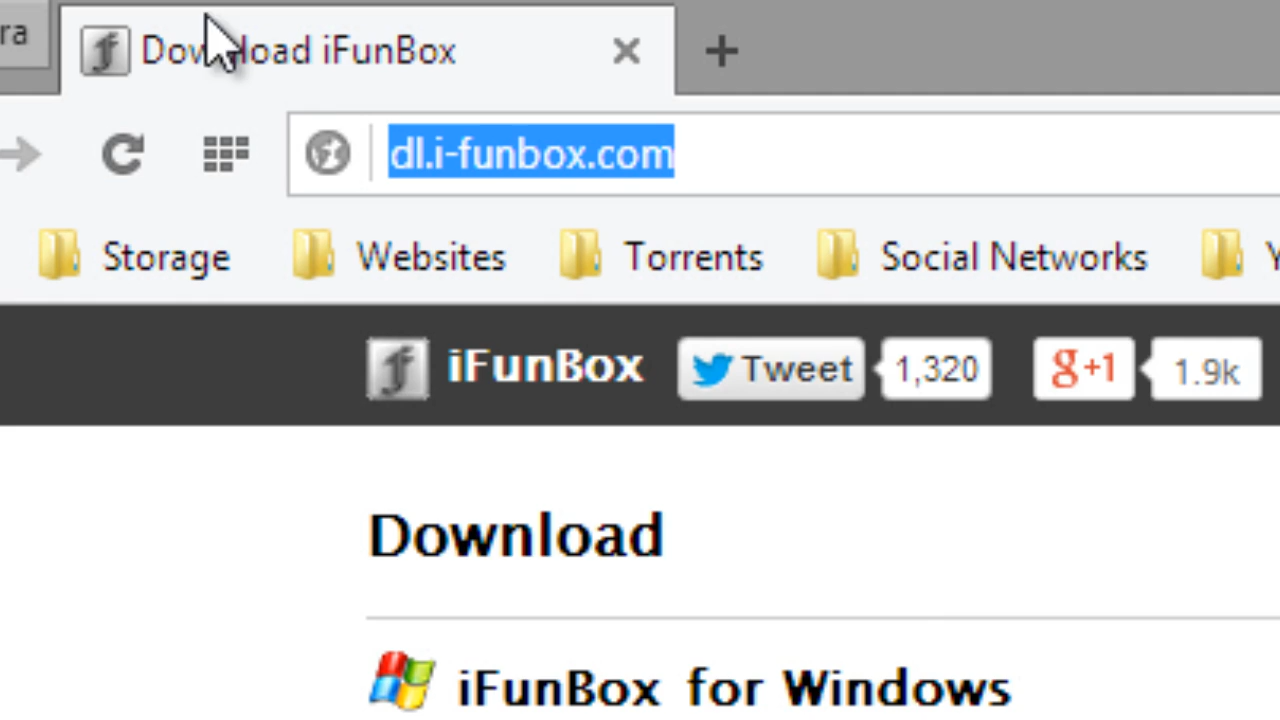 ra
Download iFunBox
dl.i-funbox.com
Storage Websites Torrents Social Networks Y
iFunBox Tweet 1,320 g+1 1.9k
Download
iFunBox for Windows